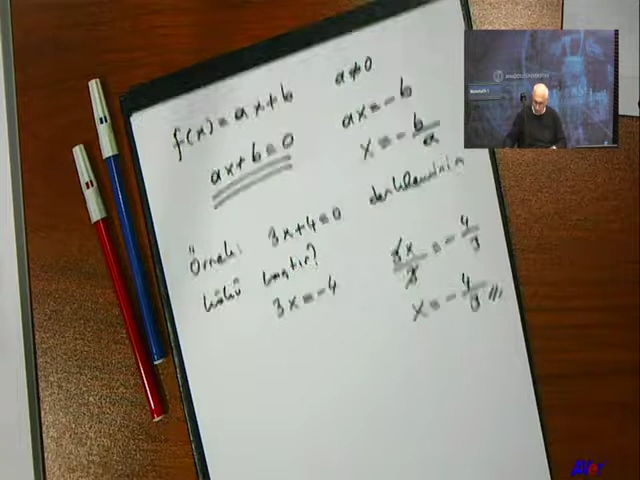 f(x) = ax+b   a≠0
ax+b=0   ax=-b
x=-b/a
Örnek: 3x+4=0 denkleminin
kökü kaçtır?
3x=-4   3x/3=-4/3
x=-4/3 //